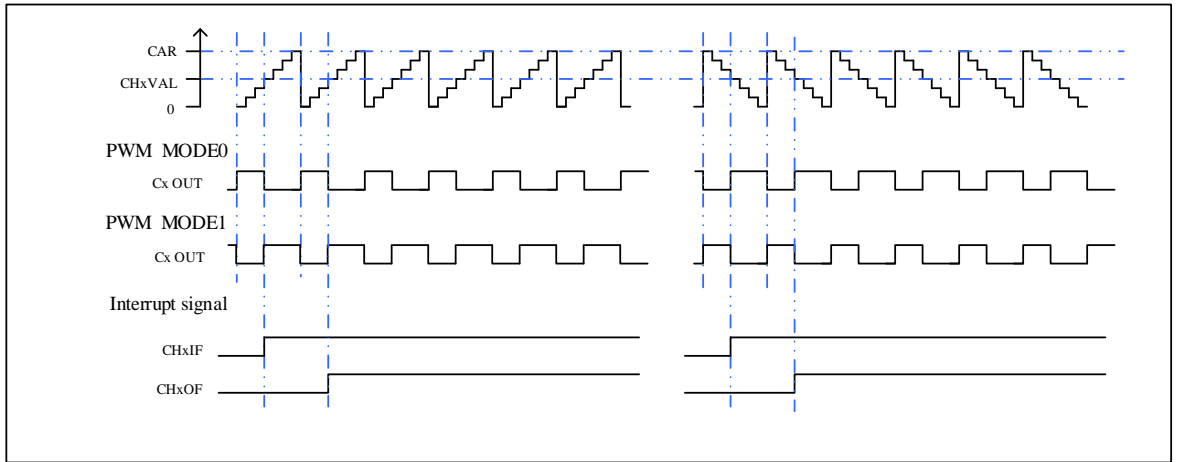 CAR
CHxVAL
0
PWM MODE0
Cx OUT
PWM MODE1
Cx OUT
Interrupt signal
CHxIF
CHxOF